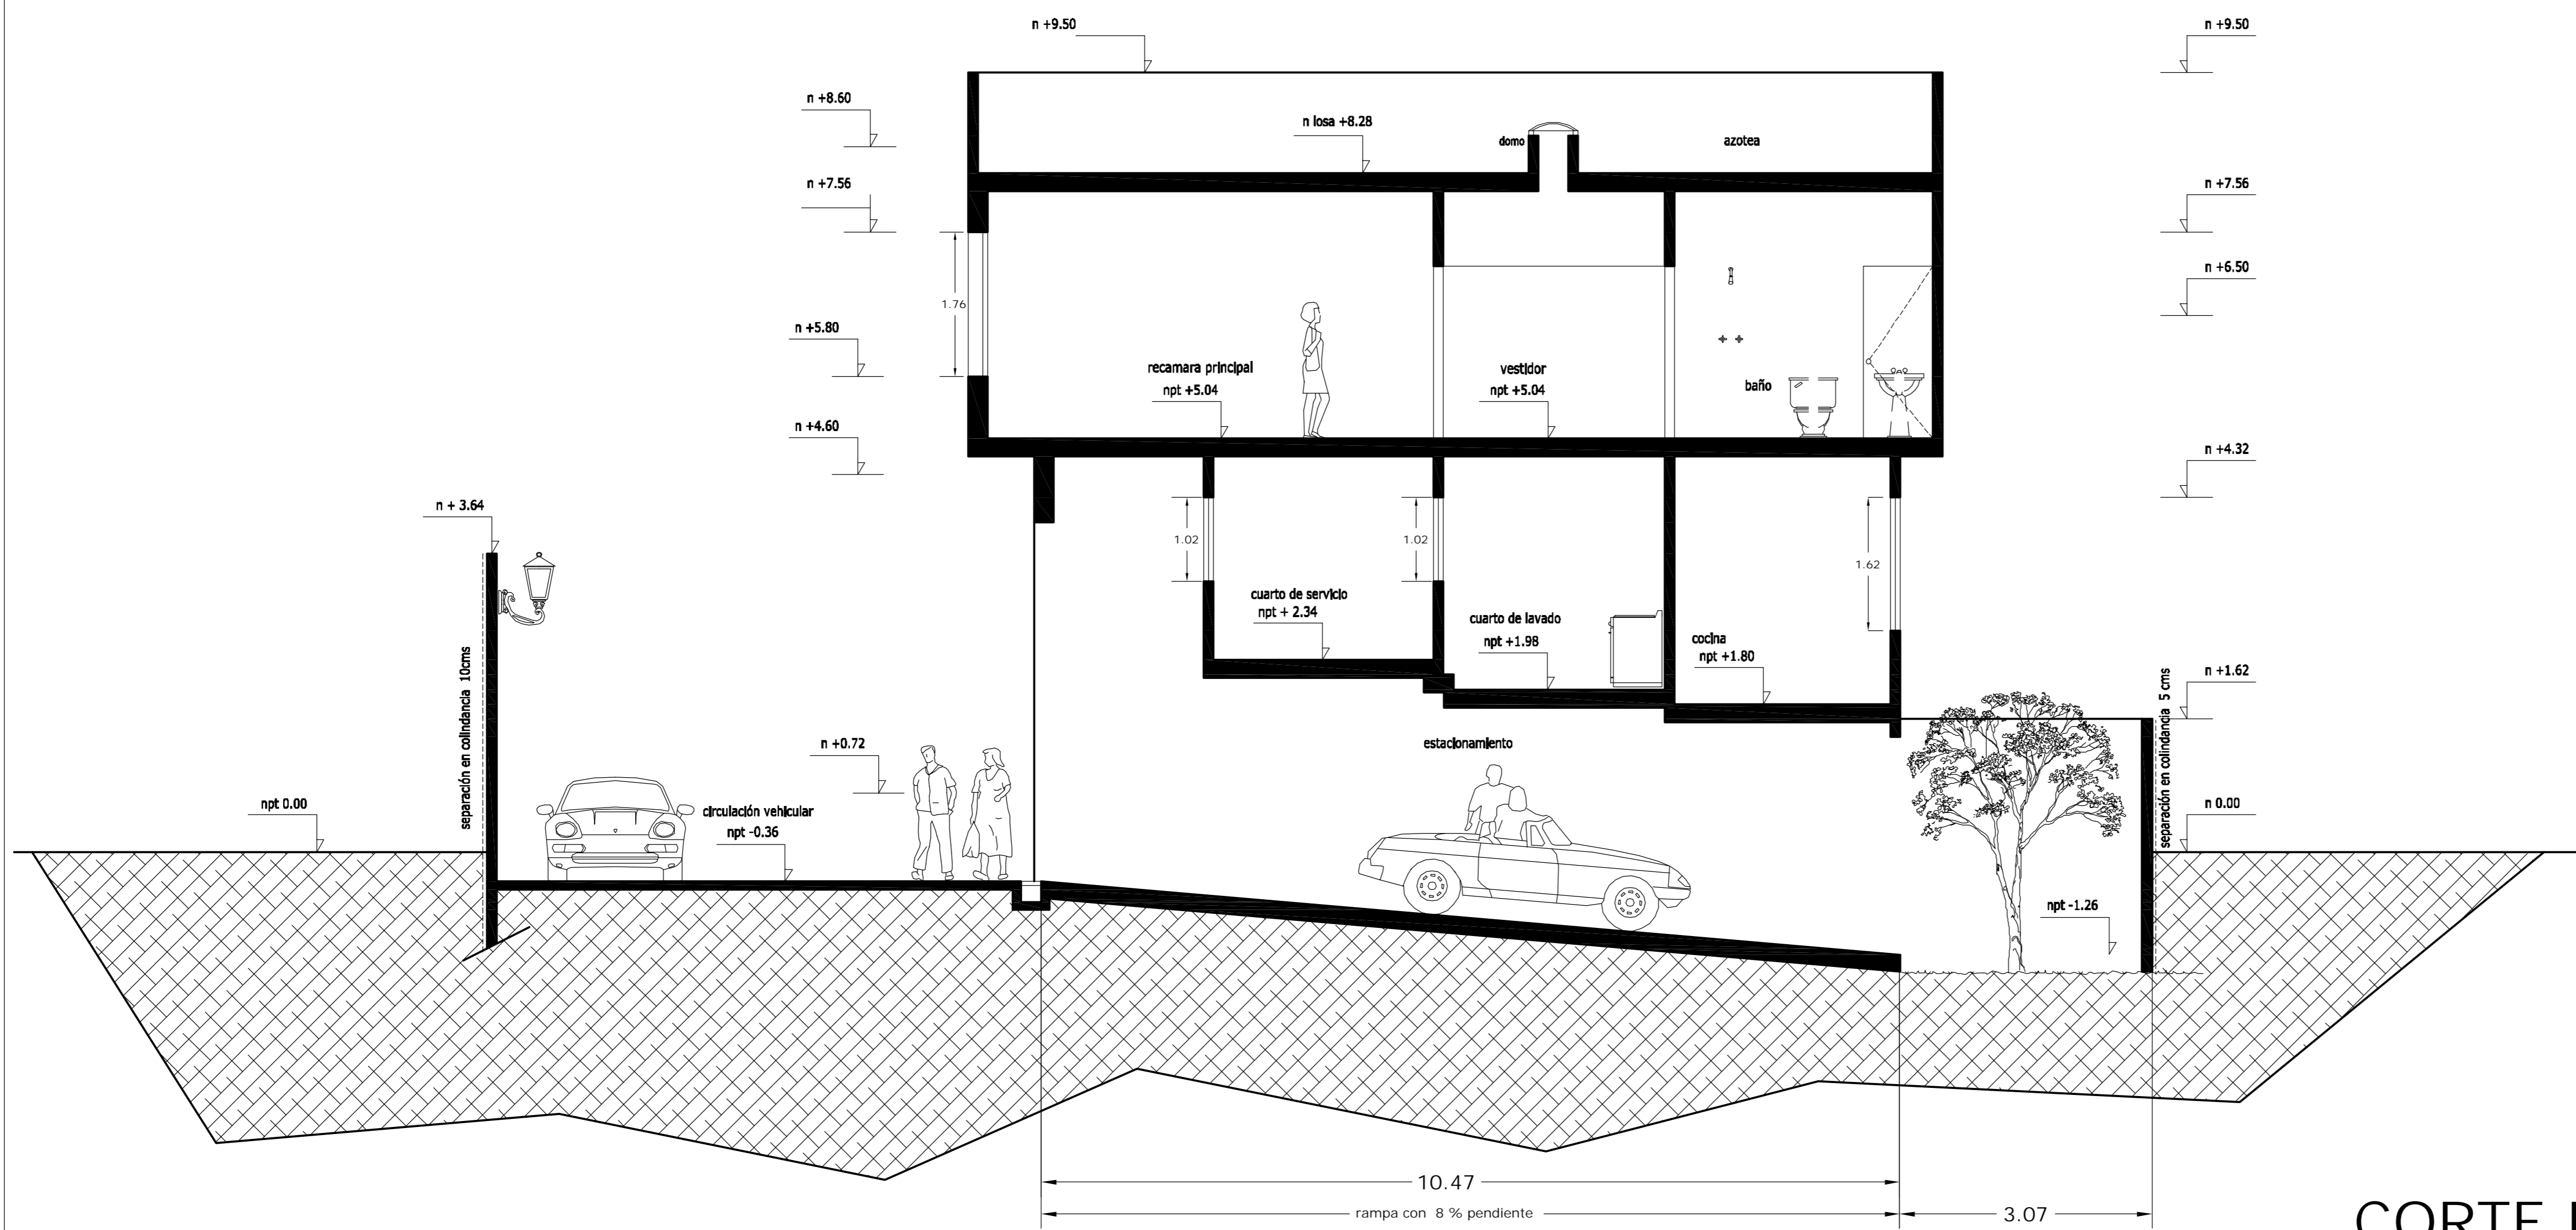 n +9.50
n +9.50
n +8.60
n losa +8.28
domo
azotea
n +7.56
n +7.56
n +6.50
1.76
n +5.80
recamara principal
npt +5.04
vestidor
npt +5.04
baño
n +4.60
n +4.32
n + 3.64
1.02
1.02
1.62
cuarto de servicio
npt + 2.34
cuarto de lavado
npt +1.98
cocina
npt +1.80
separación en colindancia 10cms
separación en colindancia 5 cms
n +1.62
n +0.72
estacionamiento
npt 0.00
circulación vehicular
npt -0.36
n 0.00
npt -1.26
10.47
rampa con 8 % pendiente
3.07
CORTE